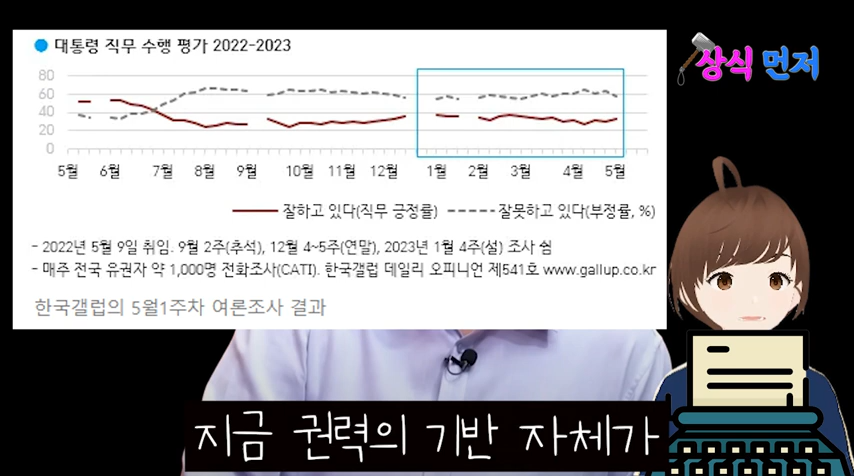 대통령 직무 수행 평가 2022-2023
상식 먼저
80
60
40
20
0
5월 6월 7월 8월 9월 10월 11월 12월 1월 2월 3월 4월 5월
잘하고 있다(직무 긍정률) 잘못하고 있다(부정률, %)
- 2022년 5월 9일 취임. 9월 2주(추석), 12월 4~5주(연말), 2023년 1월 4주(설) 조사 쉼
- 매주 전국 유권자 약 1,000명 전화조사(CATI). 한국갤럽 데일리 오피니언 제541호 www.gallup.co.kr
한국갤럽의 5월1주차 여론조사 결과
지금 권력의 기반 자체가